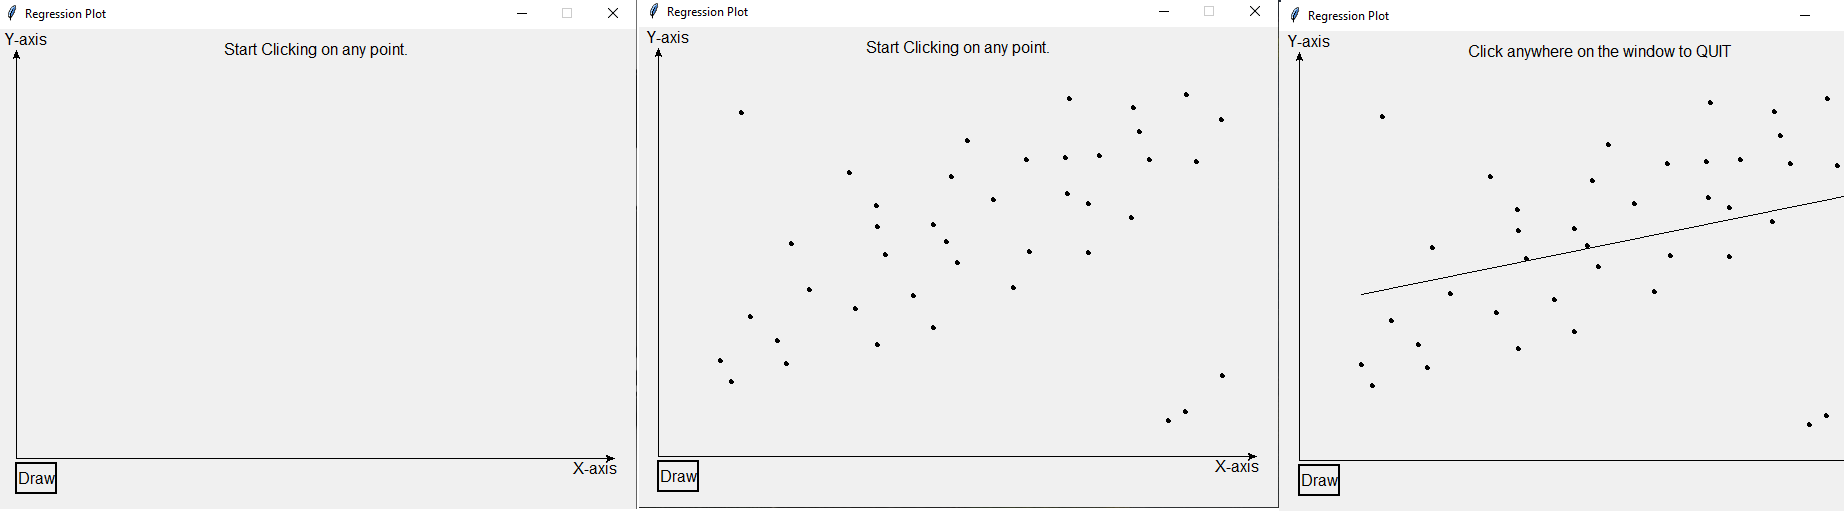 Regression Plot
Y-axis
Start Clicking on any point.
X-axis
Draw
Regression Plot
Y-axis
Start Clicking on any point.
X-axis
Draw
Regression Plot
Y-axis
Click anywhere on the window to QUIT
Draw